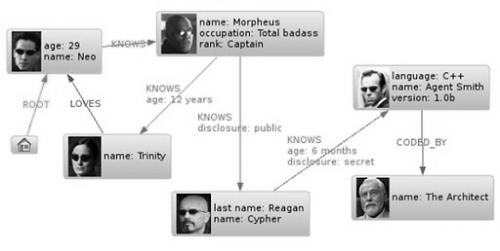 age: 29
name: Neo
KNOWS
name: Morpheus
occupation: Total badass
rank: Captain
ROOT
LOVES
KNOWS
age: 12 years
KNOWS
disclosure: public
name: Trinity
language: C++
name: Agent Smith
version: 1.0b
KNOWS
age: 6 months
disclosure: secret
CODED_BY
last name: Reagan
name: Cypher
name: The Architect